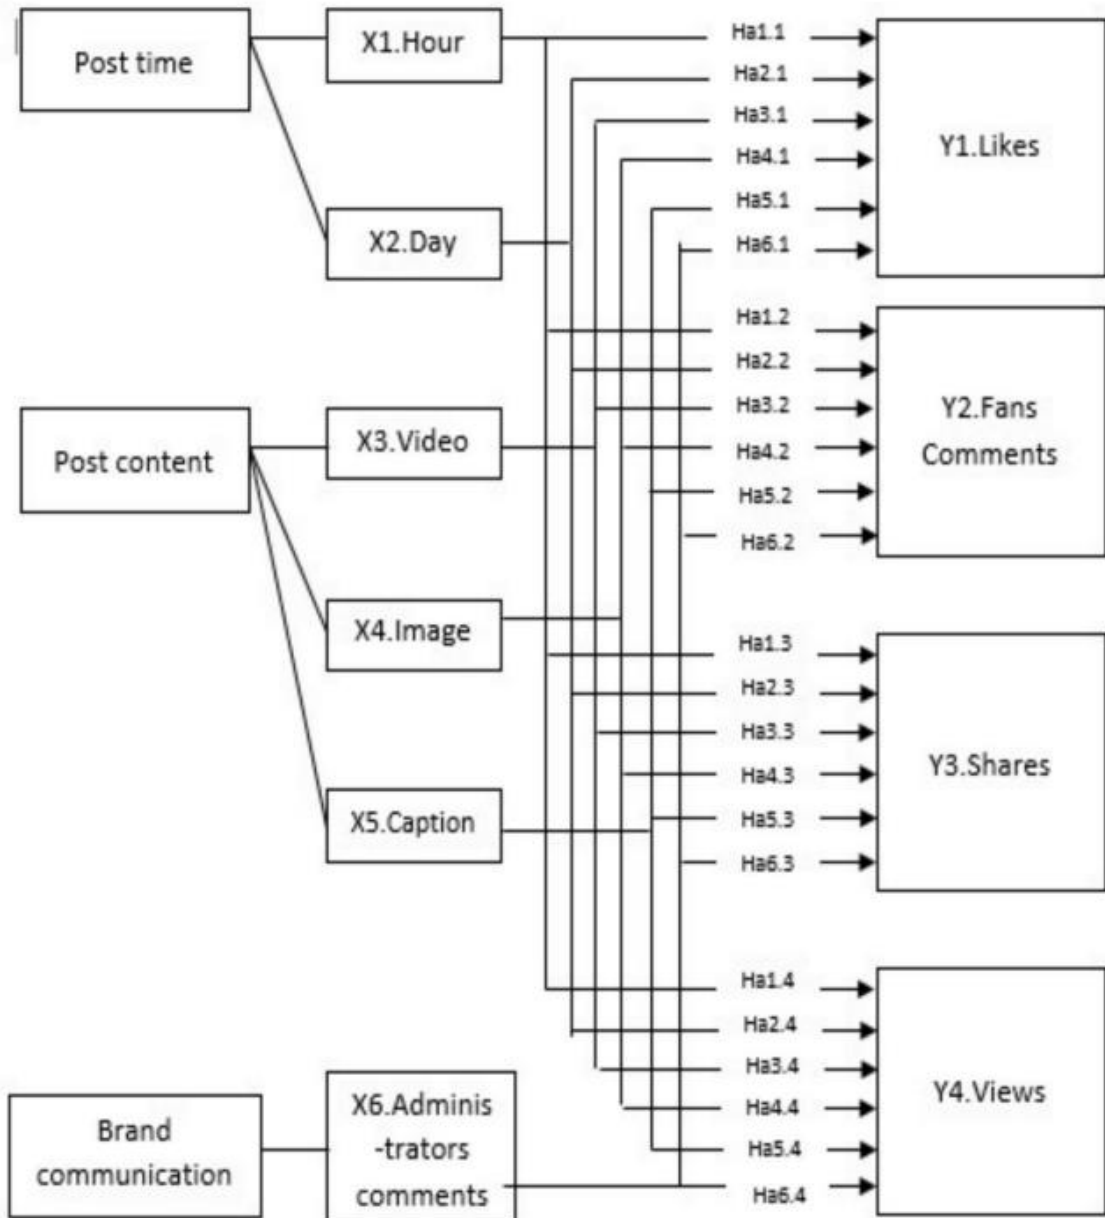 Post time
X1.Hour
X2.Day
Post content
X3.Video
X4.Image
X5.Caption
Brand
communication
X6.Adminis
-trators
comments
Ha1.1
Ha2.1
Ha3.1
Ha4.1
Ha5.1
Ha6.1
Y1.Likes
Ha1.2
Ha2.2
Ha3.2
Ha4.2
Ha5.2
Ha6.2
Y2.Fans
Comments
Ha1.3
Ha2.3
Ha3.3
Ha4.3
Ha5.3
Ha6.3
Y3.Shares
Ha1.4
Ha2.4
Ha3.4
Ha4.4
Ha5.4
Ha6.4
Y4.Views